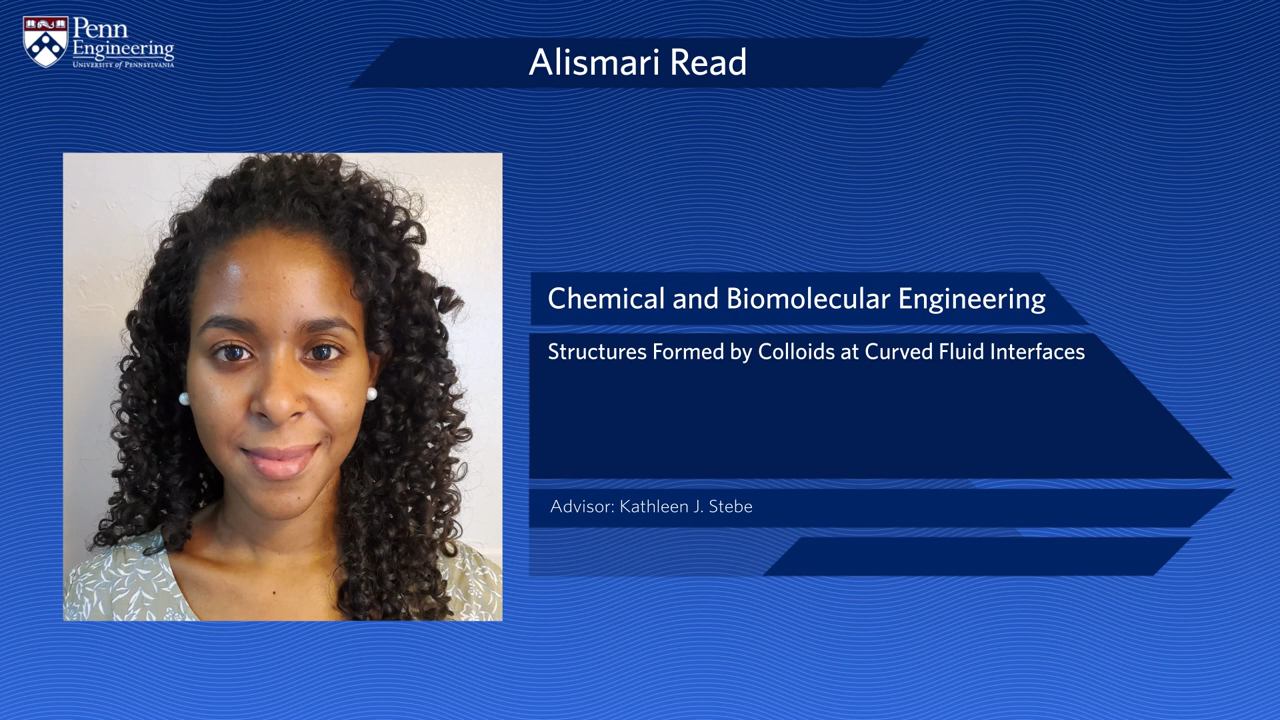 Penn
Engineering
UNIVERSITY of PENNSYLVANIA
Alismari Read
Chemical and Biomolecular Engineering
Structures Formed by Colloids at Curved Fluid Interfaces
Advisor: Kathleen J. Stebe